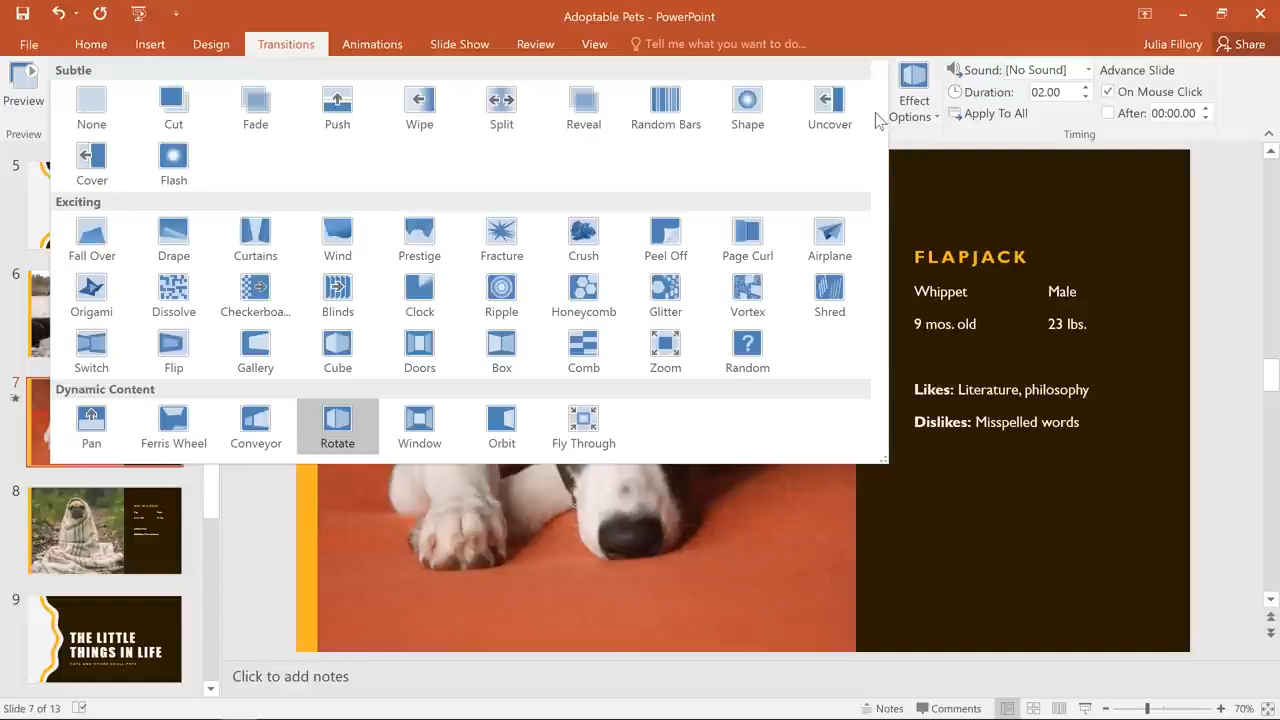 Adoptable Pets - PowerPoint
File Home Insert Design Transitions Animations Slide Show Review View Tell me what you want to do... Julia Fillory Share
Preview
Preview
Subtle
None Cut Fade Push Wipe Split Reveal Random Bars Shape Uncover
Cover Flash
Exciting
Fall Over Drape Curtains Wind Prestige Fracture Crush Peel Off Page Curl Airplane
Origami Dissolve Checkerboa... Blinds Clock Ripple Honeycomb Glitter Vortex Shred
Switch Flip Gallery Cube Doors Box Comb Zoom Random
Dynamic Content
Pan Ferris Wheel Conveyor Rotate Window Orbit Fly Through
Effect
Options
Sound: [No Sound] Advance Slide
Duration: 02.00 On Mouse Click
Apply To All After: 00:00.00
Timing
5
6
7
8
9
THE LITTLE
THINGS IN LIFE
FLAPJACK
Whippet Male
9 mos. old 23 lbs.
Likes: Literature, philosophy
Dislikes: Misspelled words
Click to add notes
Slide 7 of 13 Notes Comments 70%